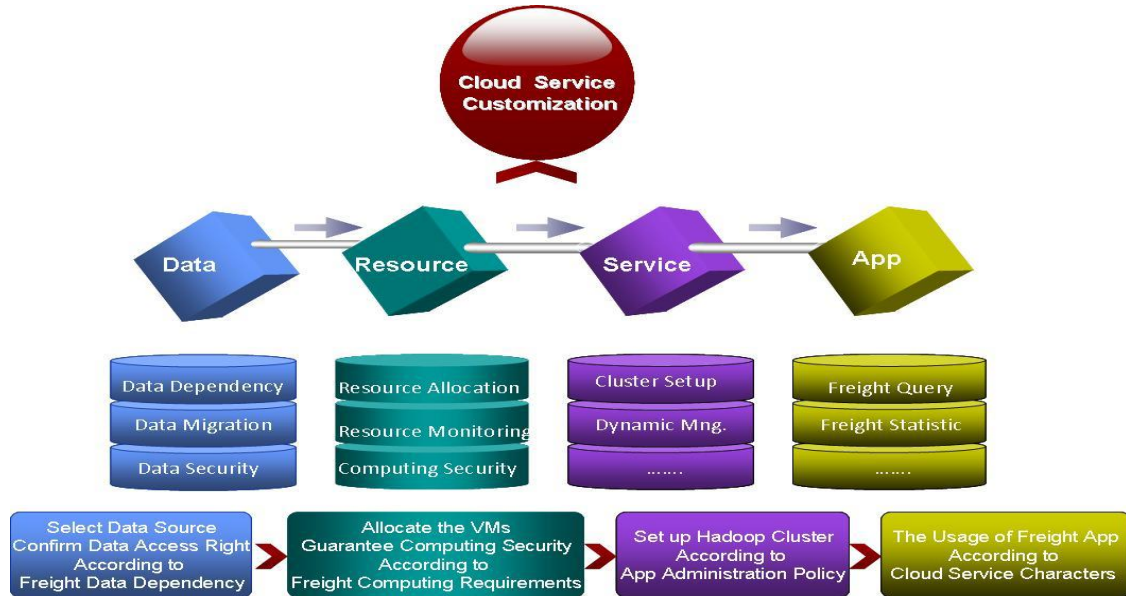 Cloud Service
Customization
Data
Resource
Service
App
Data Dependency
Data Migration
Data Security
Resource Allocation
Resource Monitoring
Computing Security
Cluster Setup
Dynamic Mng.
.......
Freight Query
Freight Statistic
.......
Select Data Source
Confirm Data Access Right
According to
Freight Data Dependency
Allocate the VMs
Guarantee Computing Security
According to
Freight Computing Requirements
Set up Hadoop Cluster
According to
App Administration Policy
The Usage of Freight App
According to
Cloud Service Characters